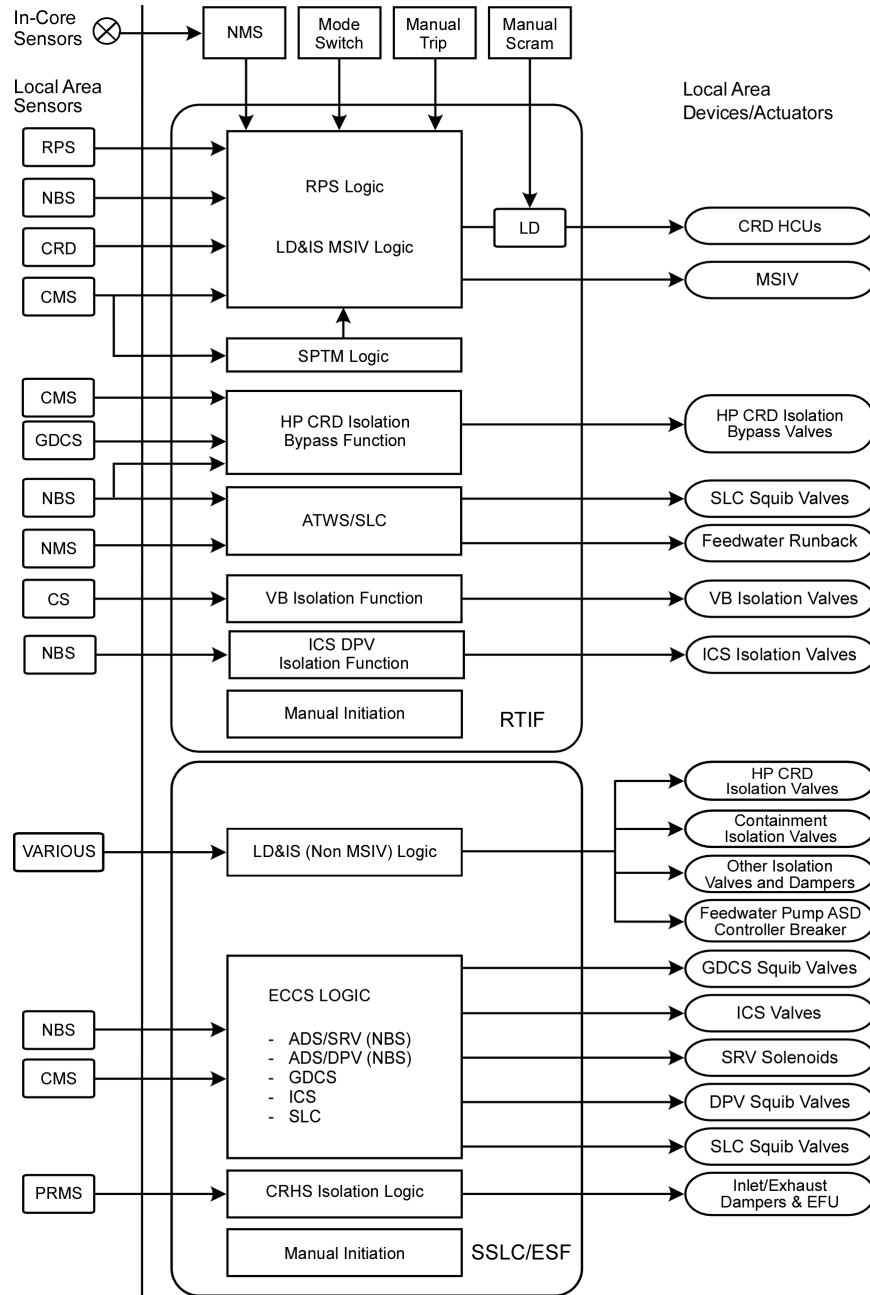 In-Core
Sensors
NMS
Mode
Switch
Manual
Trip
Manual
Scram
Local Area
Sensors
Local Area
Devices/Actuators
RPS
NBS
CRD
CMS
RPS Logic
LD&IS MSIV Logic
LD
CRD HCUs
MSIV
SPTM Logic
CMS
GDCS
HP CRD Isolation
Bypass Function
HP CRD Isolation
Bypass Valves
NBS
NMS
ATWS/SLC
SLC Squib Valves
Feedwater Runback
CS
VB Isolation Function
VB Isolation Valves
NBS
ICS DPV
Isolation Function
ICS Isolation Valves
Manual Initiation
RTIF
HP CRD
Isolation Valves
VARIOUS
LD&IS (Non MSIV) Logic
Containment
Isolation Valves
Other Isolation
Valves and Dampers
Feedwater Pump ASD
Controller Breaker
NBS
CMS
ECCS LOGIC
- ADS/SRV (NBS)
- ADS/DPV (NBS)
- GDCS
- ICS
- SLC
GDCS Squib Valves
ICS Valves
SRV Solenoids
DPV Squib Valves
SLC Squib Valves
PRMS
CRHS Isolation Logic
Inlet/Exhaust
Dampers & EFU
Manual Initiation
SSLC/ESF